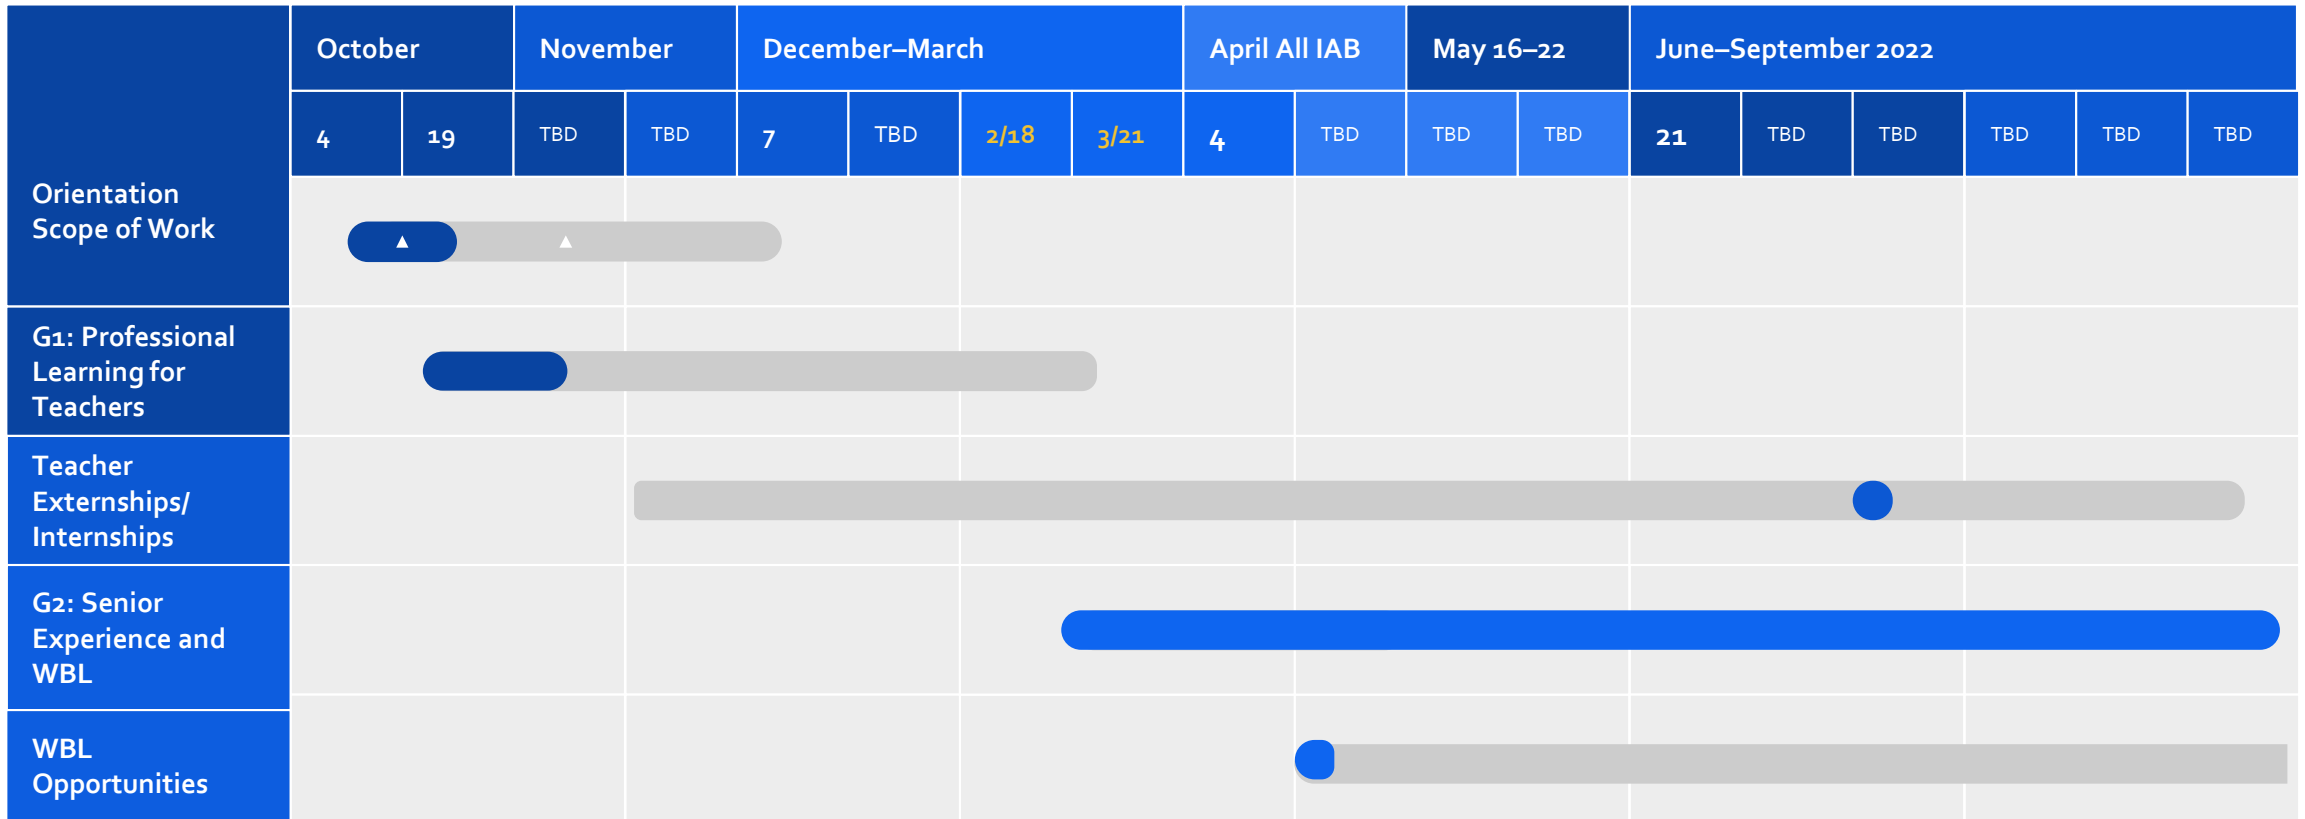 October
November
December–March
April All IAB
May 16–22
June–September 2022
4
19
TBD
TBD
7
TBD
2/18
3/21
4
TBD
TBD
TBD
21
TBD
TBD
TBD
TBD
TBD
Orientation
Scope of Work
G1: Professional
Learning for
Teachers
Teacher
Externships/
Internships
G2: Senior
Experience and
WBL
WBL
Opportunities